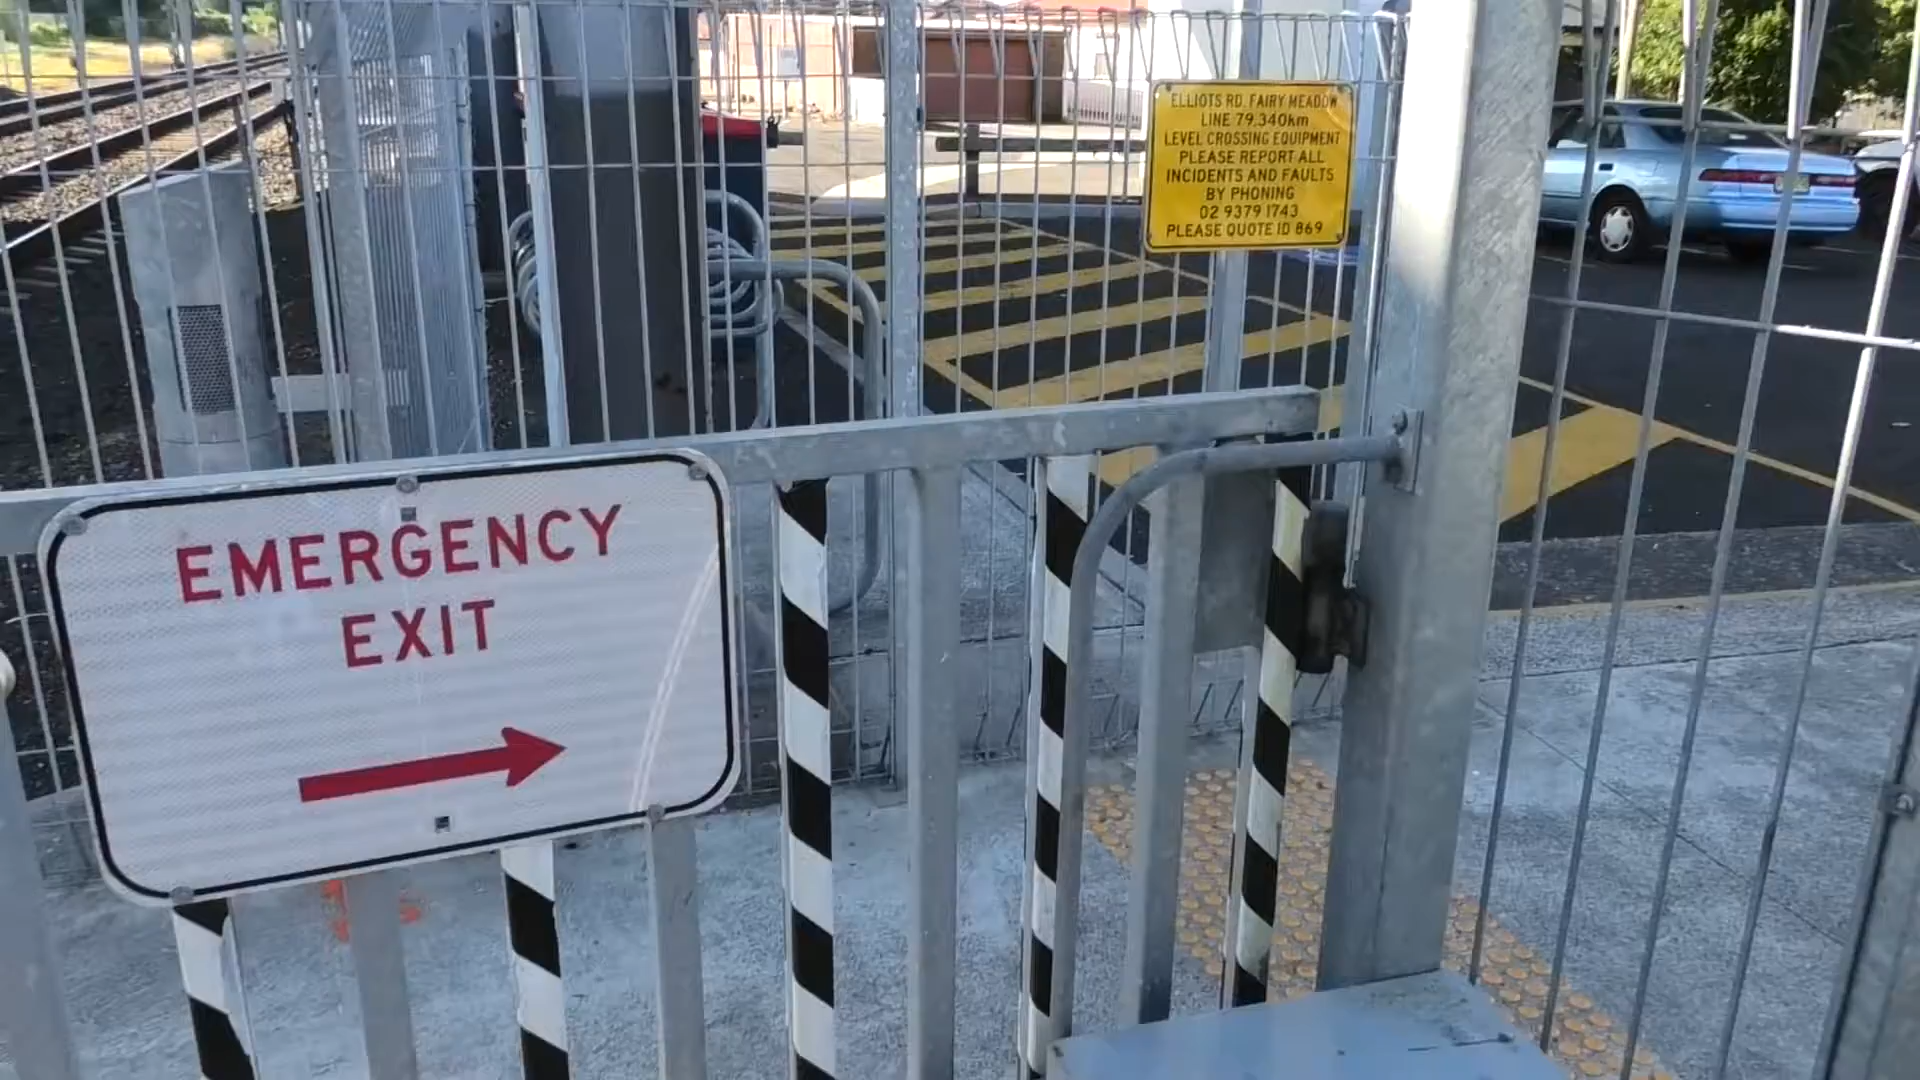 ELLIOTS RD, FAIRY MEADOW
LINE 79.340km
LEVEL CROSSING EQUIPMENT
PLEASE REPORT ALL
INCIDENTS AND FAULTS
BY PHONING
02 9379 1743
PLEASE QUOTE ID 869
EMERGENCY
EXIT